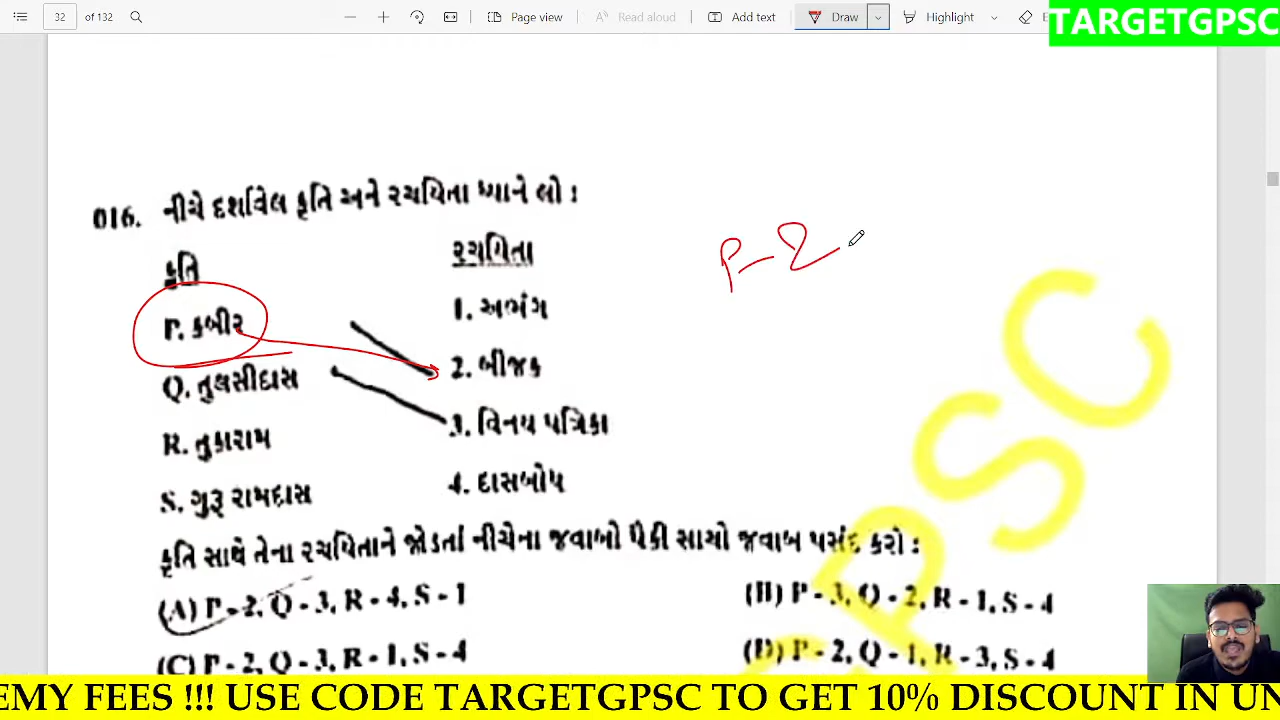 32 of 132 Page view Read aloud Add text Draw Highlight E
TARGETGPSC
016. નીચે દર્શાવેલ કૃતિ અને રચયિતા ધ્યાને લો :
કૃતિ રચયિતા
P. કબીર 1. અભંગ
Q. તુલસીદાસ 2. બીજક
R. તુકારામ 3. વિનય પત્રિકા
S. ગુરૂ રામદાસ 4. દાસબોધ
P-2
કૃતિ સાથે તેના રચયિતાને જોડતાં નીચેના જવાબો પૈકી સાચો જવાબ પસંદ કરો :
(A) P - 2, Q - 3, R - 4, S - 1 (B) P - 3, Q - 2, R - 1, S - 4
(C) P - 2, Q - 3, R - 1, S - 4 (D) P - 2, Q - 1, R - 3, S - 4
GPSC
EMY FEES !!! USE CODE TARGETGPSC TO GET 10% DISCOUNT IN UN